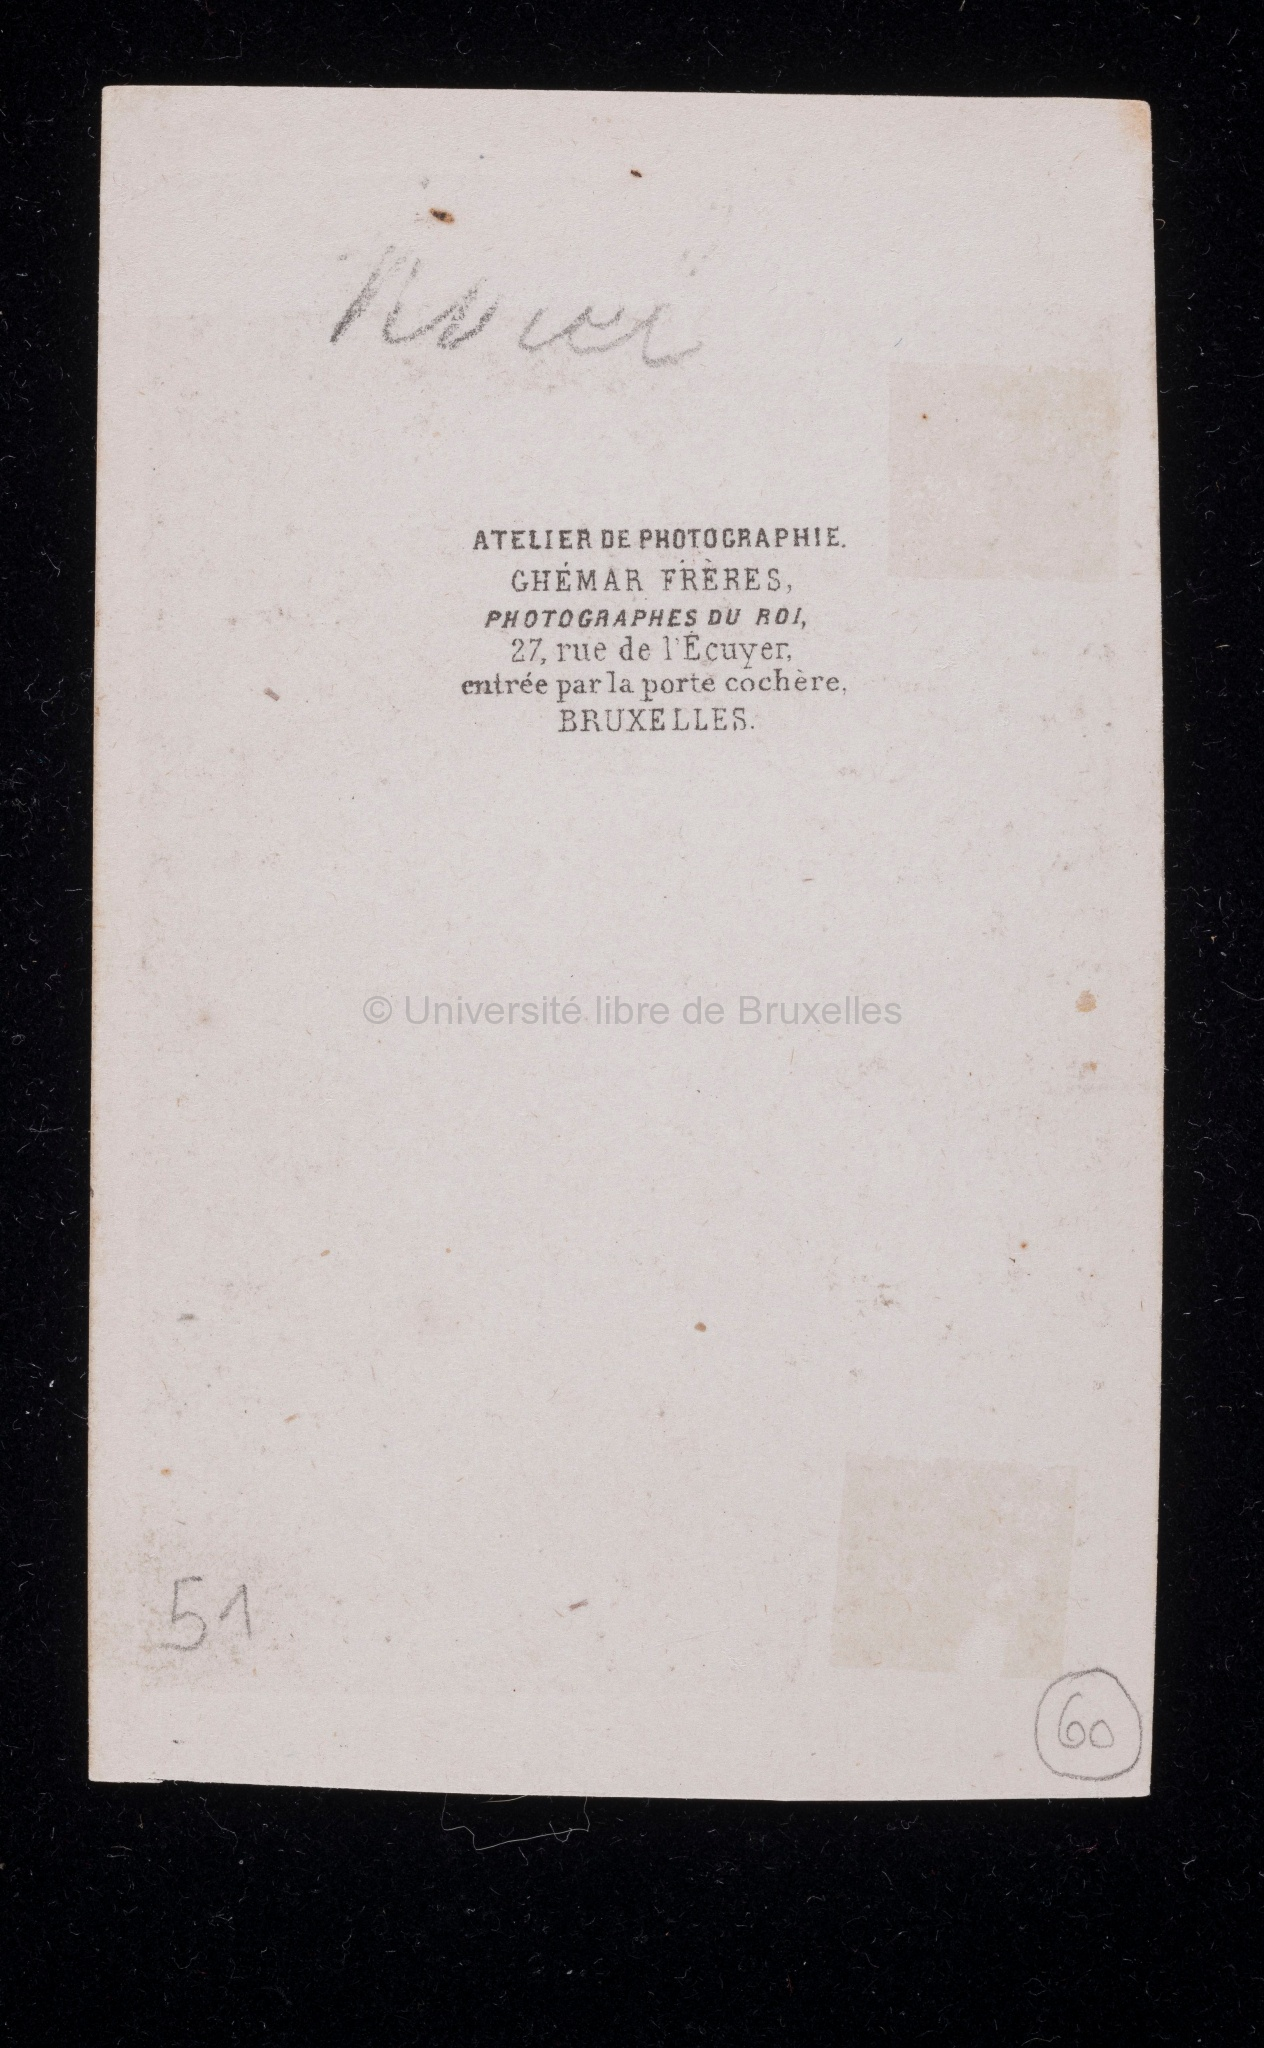 ATELIER DE PHOTOGRAPHIE.
GHÉMAR FRÈRES,
PHOTOGRAPHES DU ROI,
27, rue de l'Écuyer,
entrée par la porte cochère.
BRUXELLES.
© Université libre de Bruxelles
51
60